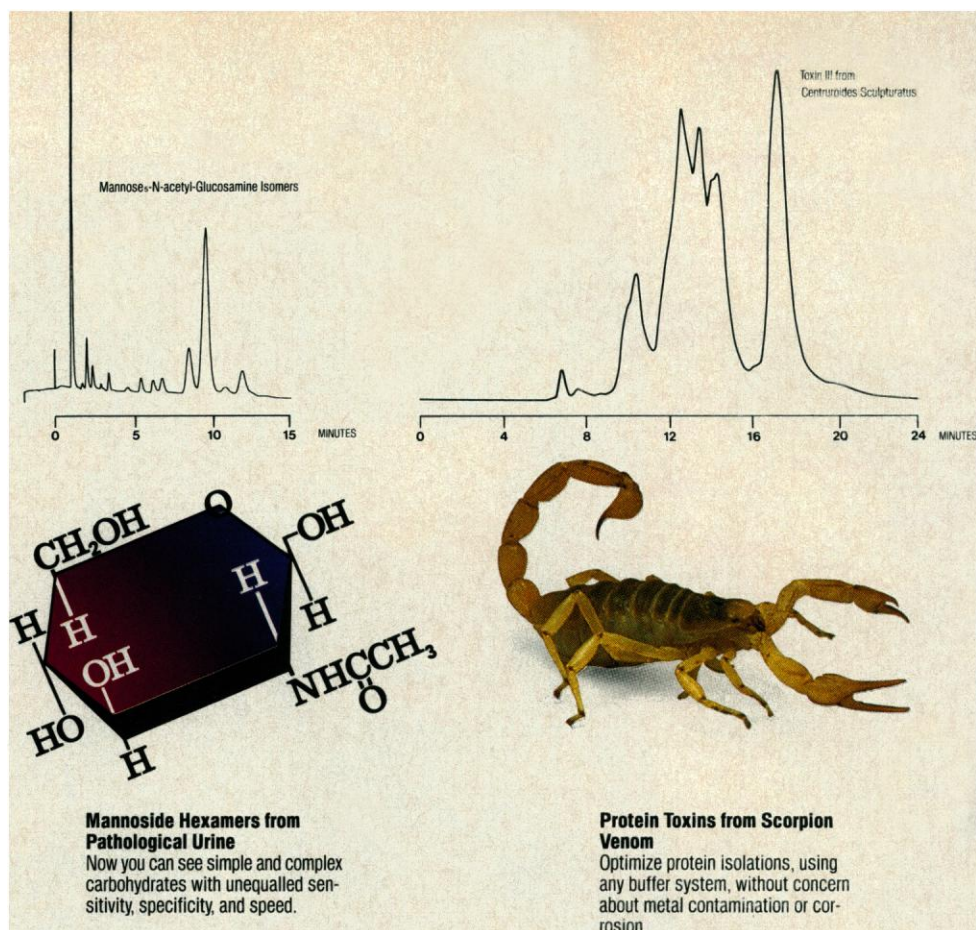 Toxin III from
Centruroides Sculpturatus
Mannose₅-N-acetyl-Glucosamine Isomers
0 5 10 15 MINUTES
0 4 8 12 16 20 24 MINUTES
CH₂OH
O
OH
H
H
H
H
OH
NHCCH₃
O
HO
H
Mannoside Hexamers from
Pathological Urine
Now you can see simple and complex
carbohydrates with unequalled sen-
sitivity, specificity, and speed.
Protein Toxins from Scorpion
Venom
Optimize protein isolations, using
any buffer system, without concern
about metal contamination or cor-
rosion